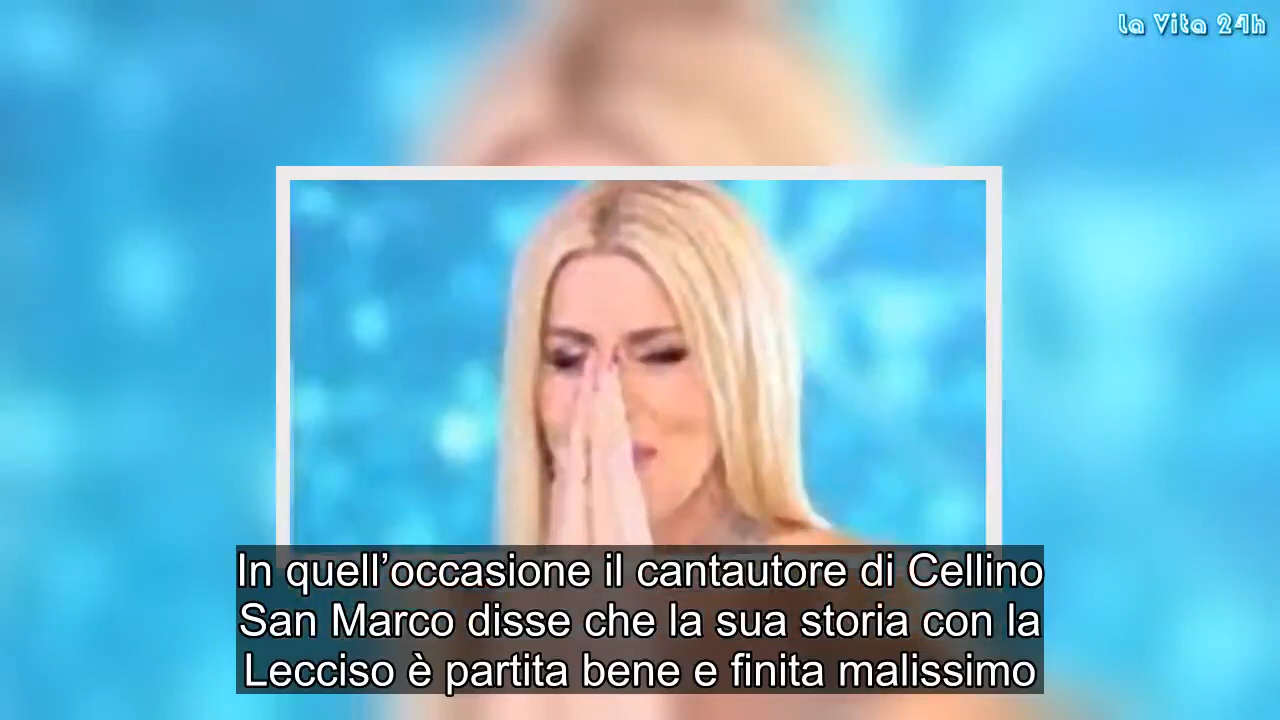 la Vita 24h
In quell’occasione il cantautore di Cellino
San Marco disse che la sua storia con la
Lecciso è partita bene e finita malissimo